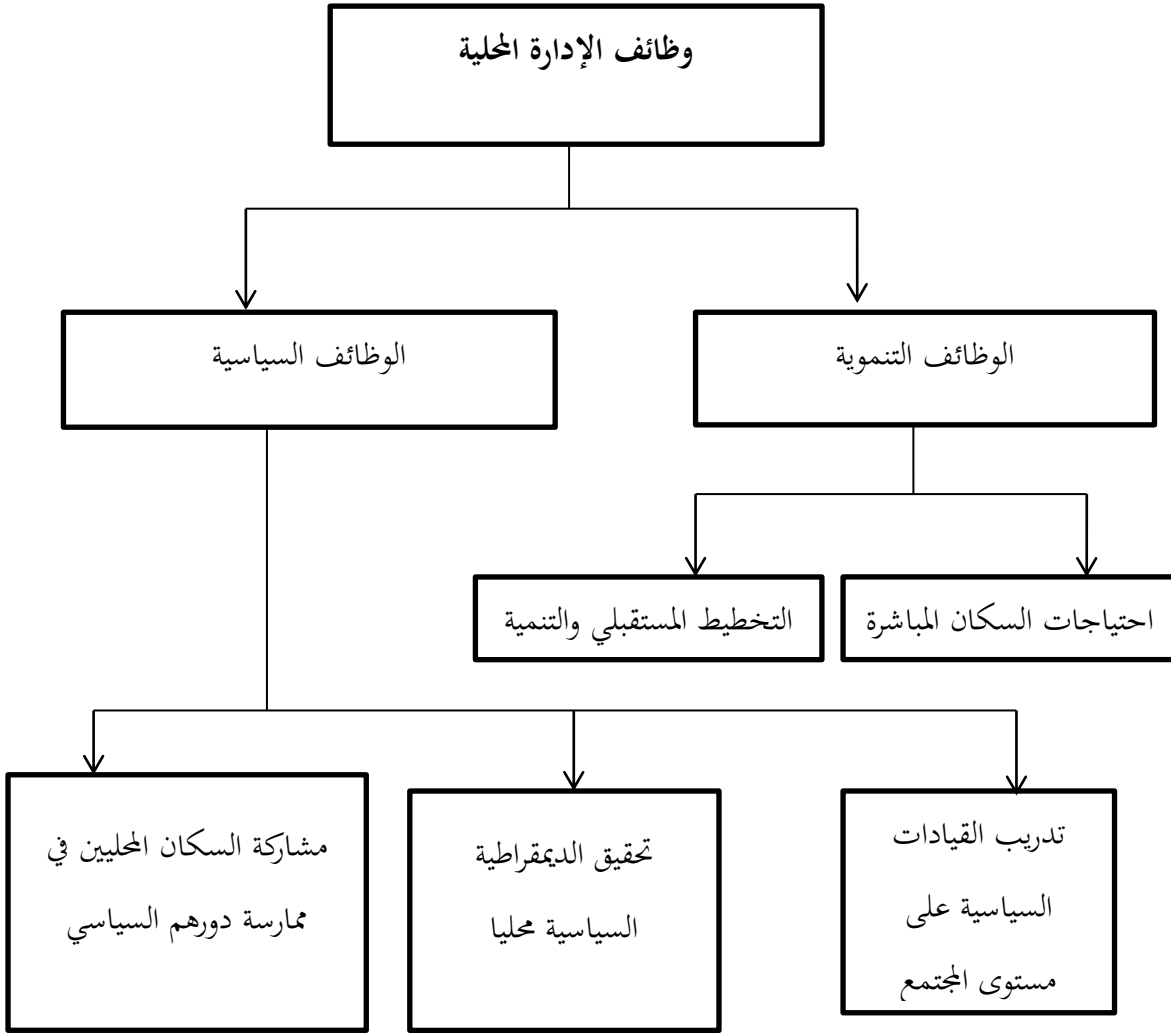 وظائف الإدارة المحلية
الوظائف التنموية
الوظائف السياسية
احتياجات السكان المباشرة
التخطيط المستقبلي والتنمية
تدريب القيادات
السياسية على
مستوى المجتمع
تحقيق الديمقراطية
السياسية محليا
مشاركة السكان المحليين في
ممارسة دورهم السياسي